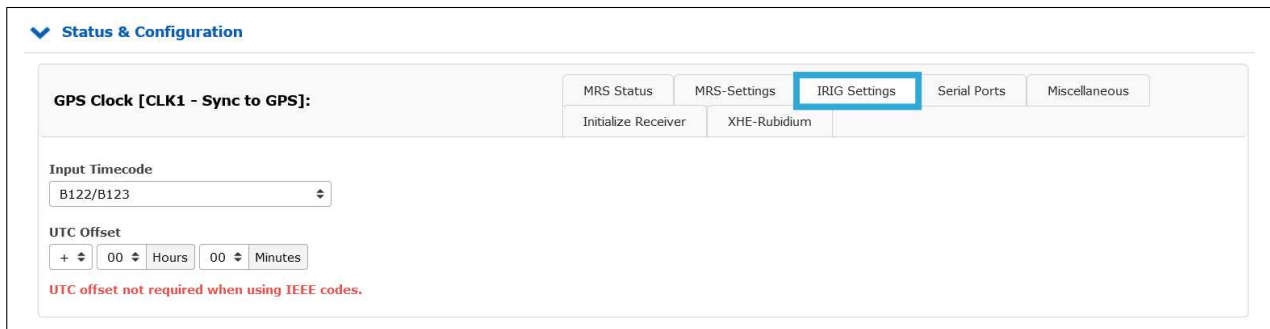 Status & Configuration
GPS Clock [CLK1 - Sync to GPS]:
MRS Status MRS-Settings IRIG Settings Serial Ports Miscellaneous
Initialize Receiver XHE-Rubidium
Input Timecode
B122/B123
UTC Offset
+ 00 Hours 00 Minutes
UTC offset not required when using IEEE codes.